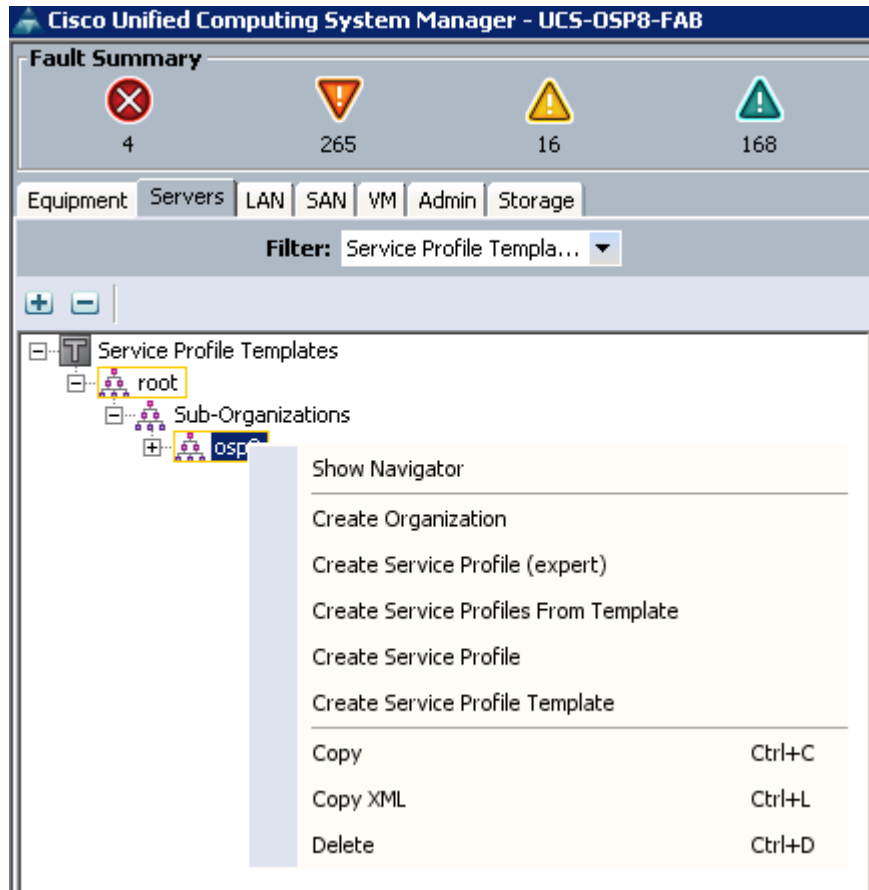 Cisco Unified Computing System Manager - UCS-OSP8-FAB
Fault Summary
4 265 16 168
Equipment Servers LAN SAN VM Admin Storage
Filter: Service Profile Templa...
Service Profile Templates
root
Sub-Organizations
Show Navigator
Create Organization
Create Service Profile (expert)
Create Service Profiles From Template
Create Service Profile
Create Service Profile Template
Copy Ctrl+C
Copy XML Ctrl+L
Delete Ctrl+D